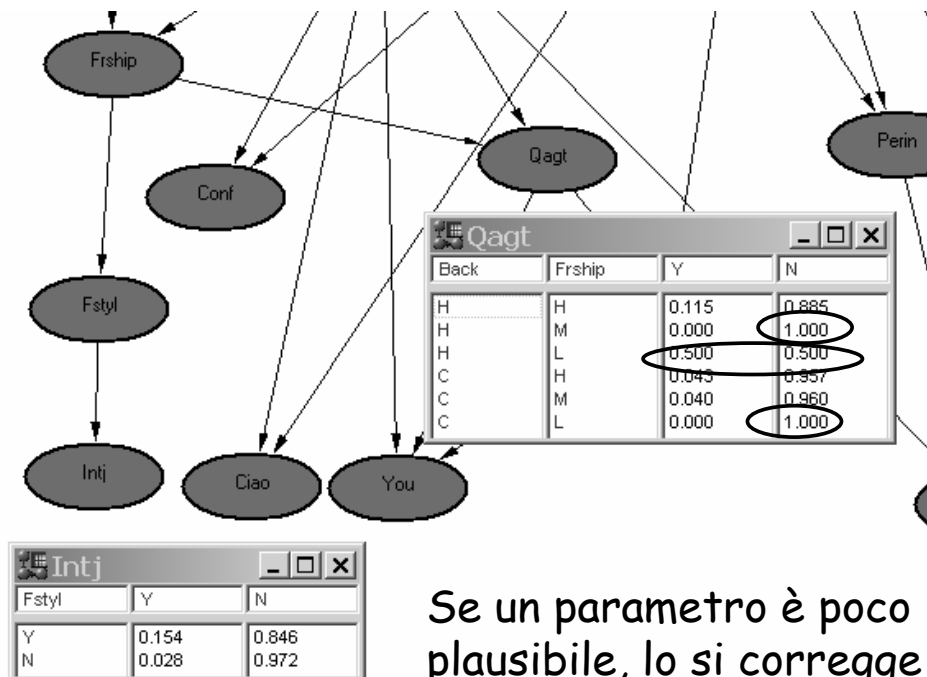 Frship
Qagt
Perin
Conf
Qagt
Back Frship Y N
H H 0.115 0.885
H M 0.000 1.000
H L 0.500 0.500
C H 0.043 0.957
C M 0.040 0.960
C L 0.000 1.000
Fstyl
Intj
Ciao
You
Intj
Fstyl Y N
Y 0.154 0.846
N 0.028 0.972
Se un parametro è poco
plausibile, lo si corregge